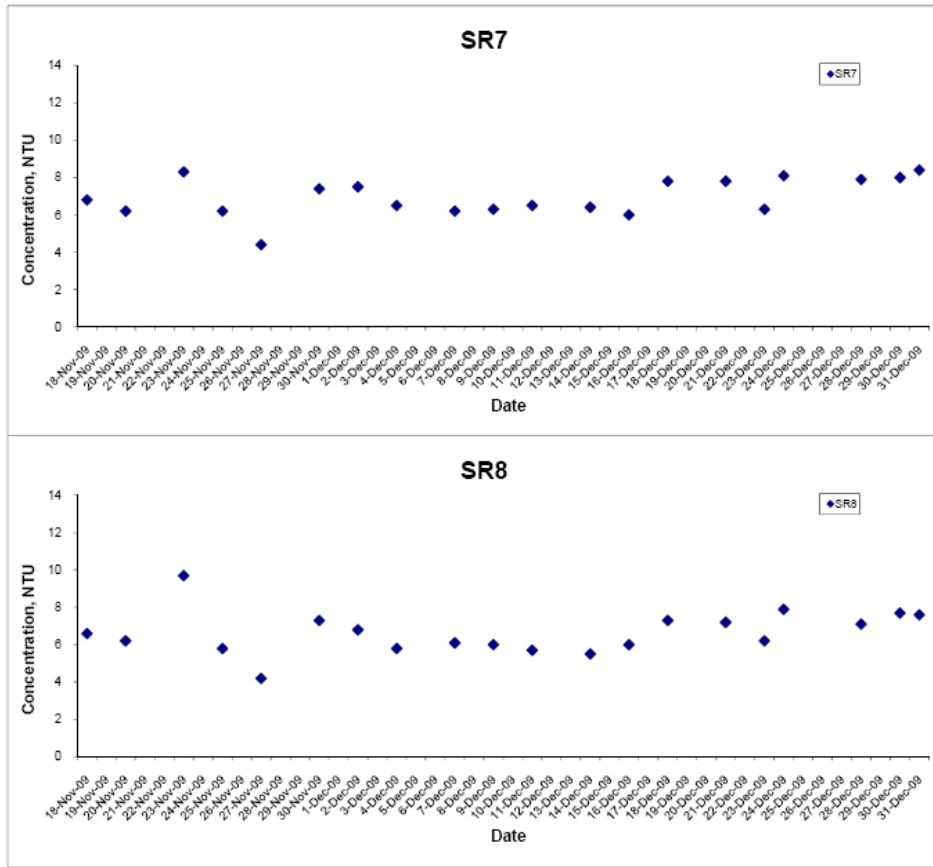 SR7
SR7
Concentration, NTU
14
12
10
8
6
4
2
0
18-Nov-09
19-Nov-09
20-Nov-09
21-Nov-09
22-Nov-09
23-Nov-09
24-Nov-09
25-Nov-09
26-Nov-09
27-Nov-09
28-Nov-09
29-Nov-09
30-Nov-09
1-Dec-09
2-Dec-09
3-Dec-09
4-Dec-09
5-Dec-09
6-Dec-09
7-Dec-09
8-Dec-09
9-Dec-09
10-Dec-09
11-Dec-09
12-Dec-09
13-Dec-09
14-Dec-09
15-Dec-09
16-Dec-09
17-Dec-09
18-Dec-09
19-Dec-09
20-Dec-09
21-Dec-09
22-Dec-09
23-Dec-09
24-Dec-09
25-Dec-09
26-Dec-09
27-Dec-09
28-Dec-09
29-Dec-09
30-Dec-09
31-Dec-09
Date
SR8
SR8
Concentration, NTU
14
12
10
8
6
4
2
0
18-Nov-09
19-Nov-09
20-Nov-09
21-Nov-09
22-Nov-09
23-Nov-09
24-Nov-09
25-Nov-09
26-Nov-09
27-Nov-09
28-Nov-09
29-Nov-09
30-Nov-09
1-Dec-09
2-Dec-09
3-Dec-09
4-Dec-09
5-Dec-09
6-Dec-09
7-Dec-09
8-Dec-09
9-Dec-09
10-Dec-09
11-Dec-09
12-Dec-09
13-Dec-09
14-Dec-09
15-Dec-09
16-Dec-09
17-Dec-09
18-Dec-09
19-Dec-09
20-Dec-09
21-Dec-09
22-Dec-09
23-Dec-09
24-Dec-09
25-Dec-09
26-Dec-09
27-Dec-09
28-Dec-09
29-Dec-09
30-Dec-09
31-Dec-09
Date